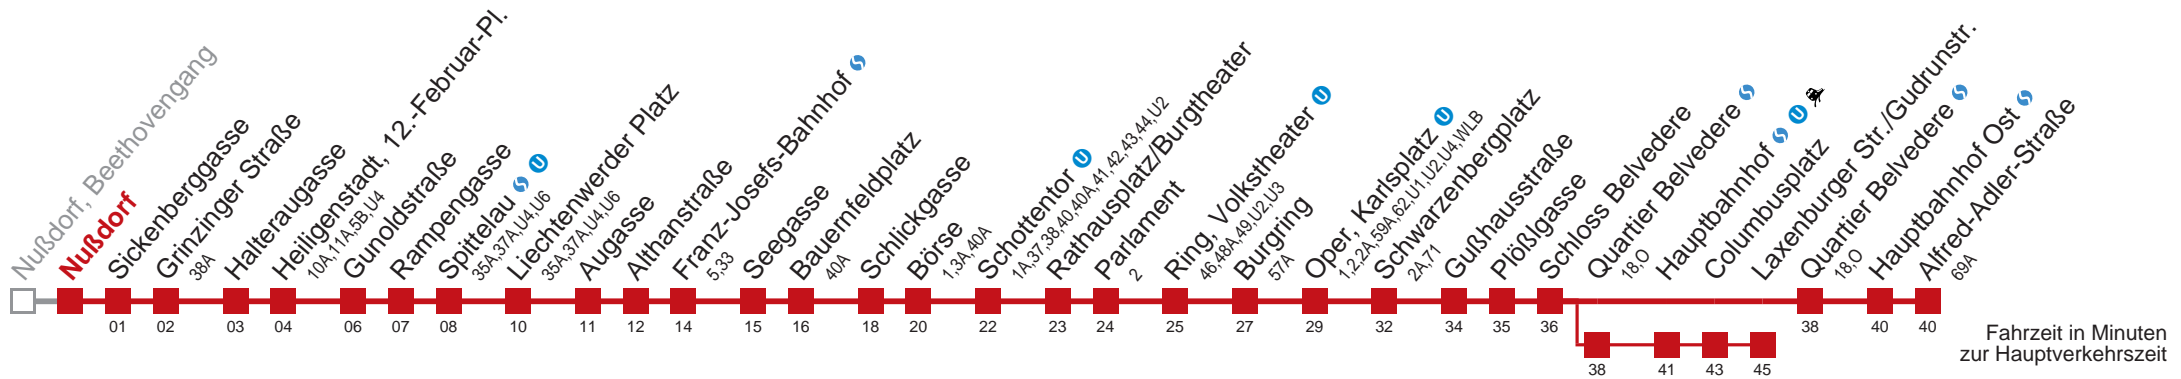 Nußdorf, Beethovengang
Nußdorf
Sickenberggasse
01
Grinzinger Straße
38A
02
Halteraugasse
03
Heiligenstadt, 12.-Februar-Pl.
10A,11A,5B,U4
04
Gunoldstraße
06
Rampengasse
07
Spittelau S U
35A,37A,U4,U6
08
Liechtenwerder Platz
35A,37A,U4,U6
10
Augasse
11
Althanstraße
12
Franz-Josefs-Bahnhof S
5,33
14
Seegasse
15
Bauernfeldplatz
40A
16
Schlickgasse
18
Börse
1,3A,40A
20
Schottentor U
1A,37,38,40,40A,41,42,43,44,U2
22
Rathausplatz/Burgtheater
23
Parlament
2
24
Ring, Volkstheater U
46,48A,49,U2,U3
25
Burgring
57A
27
Oper, Karlsplatz U
1,2,2A,59A,62,U1,U2,U4,WLB
29
Schwarzenbergplatz
2A,71
32
Gußhausstraße
34
Plößlgasse
35
Schloss Belvedere
36
Quartier Belvedere S
18,O
38
Hauptbahnhof S U
41
Columbusplatz
43
Laxenburger Str./Gudrunstr.
45
Quartier Belvedere S
18,O
38
Hauptbahnhof Ost S
40
Alfred-Adler-Straße
69A
40
Fahrzeit in Minuten
zur Hauptverkehrszeit